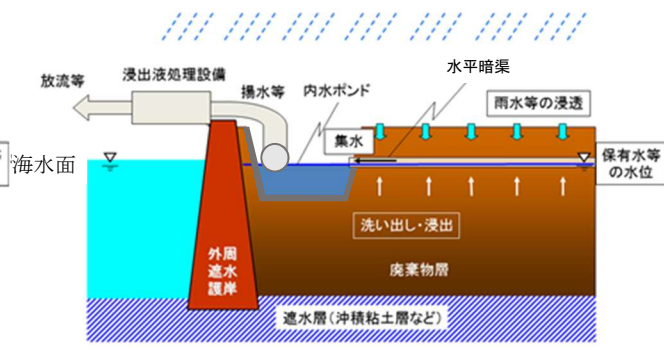 放流等
浸出液処理設備
揚水等
内水ポンド
水平暗渠
雨水等の浸透
集水
海水面
保有水等
の水位
洗い出し・浸出
外周
遮水
護岸
廃棄物層
遮水層(沖積粘土層など)